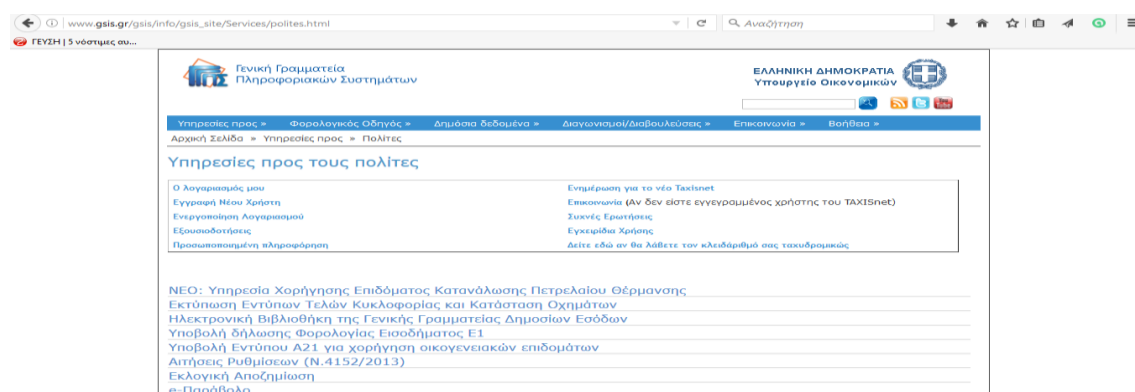 www.gsis.gr/gsis/info/gsis_site/Services/polites.html
Αναζήτηση
ΓΕΥΣΗ | 5 νόστιμες συ...
Γενική Γραμματεία
Πληροφοριακών Συστημάτων
ΕΛΛΗΝΙΚΗ ΔΗΜΟΚΡΑΤΙΑ
Υπουργείο Οικονομικών
Υπηρεσίες προς » Φορολογικός Οδηγός » Δημόσια δεδομένα » Διαγωνισμοί/Διαβουλεύσεις » Επικοινωνία » Βοήθεια »
Αρχική Σελίδα » Υπηρεσίες προς » Πολίτες
Υπηρεσίες προς τους πολίτες
Ο λογαριασμός μου
Εγγραφή Νέου Χρήστη
Ενεργοποίηση Λογαριασμού
Εξουσιοδοτήσεις
Προσωποποιημένη πληροφόρηση
Ενημέρωση για το νέο Taxisnet
Επικοινωνία (Αν δεν είστε εγγεγραμμένος χρήστης του TAXISnet)
Συχνές Ερωτήσεις
Εγχειρίδια Χρήσης
Δείτε εδώ αν θα λάβετε τον κλειδάριθμό σας ταχυδρομικώς
ΝΕΟ: Υπηρεσία Χορήγησης Επιδόματος Κατανάλωσης Πετρελαίου Θέρμανσης
Εκτύπωση Εντύπων Τελών Κυκλοφορίας και Κατάσταση Οχημάτων
Ηλεκτρονική Βιβλιοθήκη της Γενικής Γραμματείας Δημοσίων Εσόδων
Υποβολή δήλωσης Φορολογίας Εισοδήματος Ε1
Υποβολή Εντύπου Α21 για χορήγηση οικογενειακών επιδομάτων
Αιτήσεις Ρυθμίσεων (Ν.4152/2013)
Εκλογική Αποζημίωση
e-Παράβολο